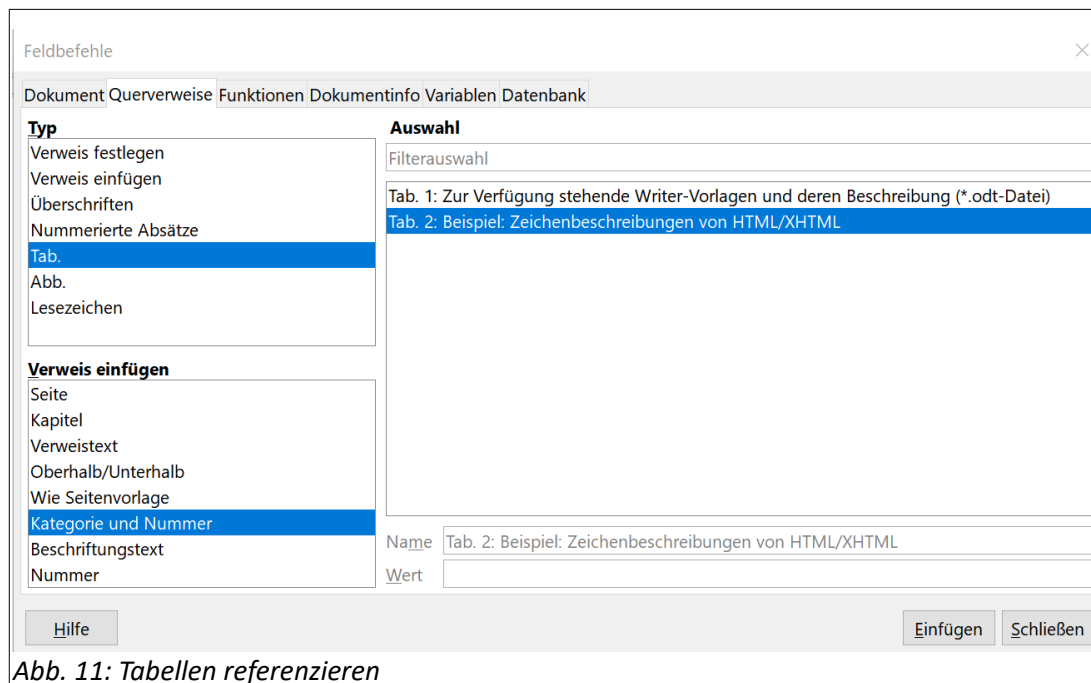 Feldbefehle
Dokument Querverweise Funktionen Dokumentinfo Variablen Datenbank
Typ
Verweis festlegen
Verweis einfügen
Überschriften
Nummerierte Absätze
Tab.
Abb.
Lesezeichen
Verweis einfügen
Seite
Kapitel
Verweistext
Oberhalb/Unterhalb
Wie Seitenvorlage
Kategorie und Nummer
Beschriftungstext
Nummer
Auswahl
Filterauswahl
Tab. 1: Zur Verfügung stehende Writer-Vorlagen und deren Beschreibung (*.odt-Datei)
Tab. 2: Beispiel: Zeichenbeschreibungen von HTML/XHTML
Name Tab. 2: Beispiel: Zeichenbeschreibungen von HTML/XHTML
Wert
Hilfe Einfügen Schließen
Abb. 11: Tabellen referenzieren